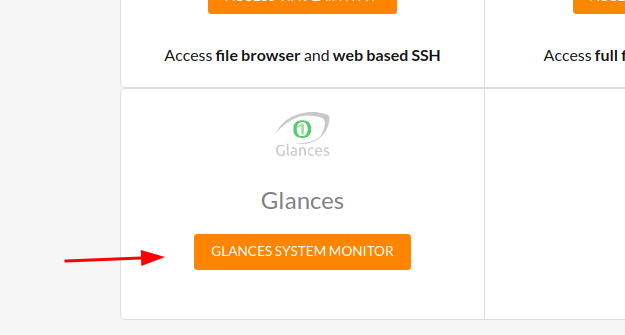 Access file browser and web based SSH
Access full f
Glances
Glances
GLANCES SYSTEM MONITOR